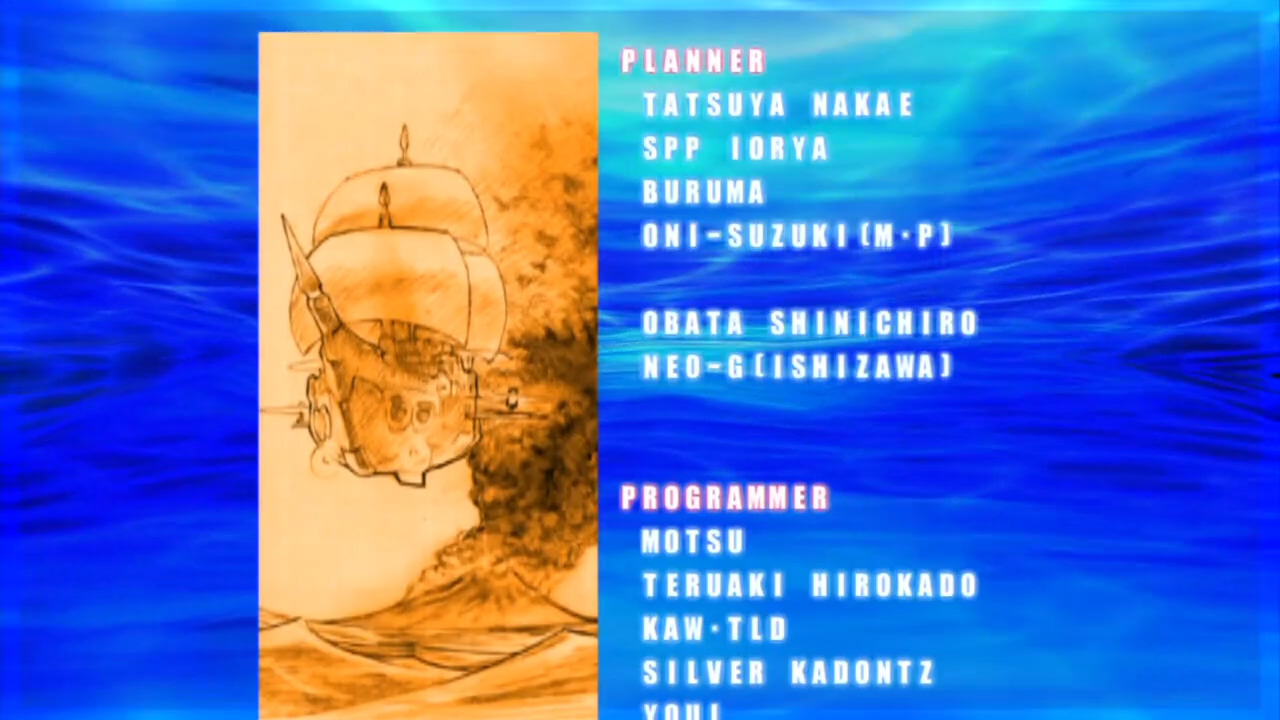 PLANNER
TATSUYA NAKAE
SPP IORYA
BURUMA
ONI-SUZUKI(M·P)
OBATA SHINICHIRO
NEO-G(ISHIZAWA)
PROGRAMMER
MOTSU
TERUAKI HIROKADO
KAW·TLD
SILVER KADONTZ
YOU!